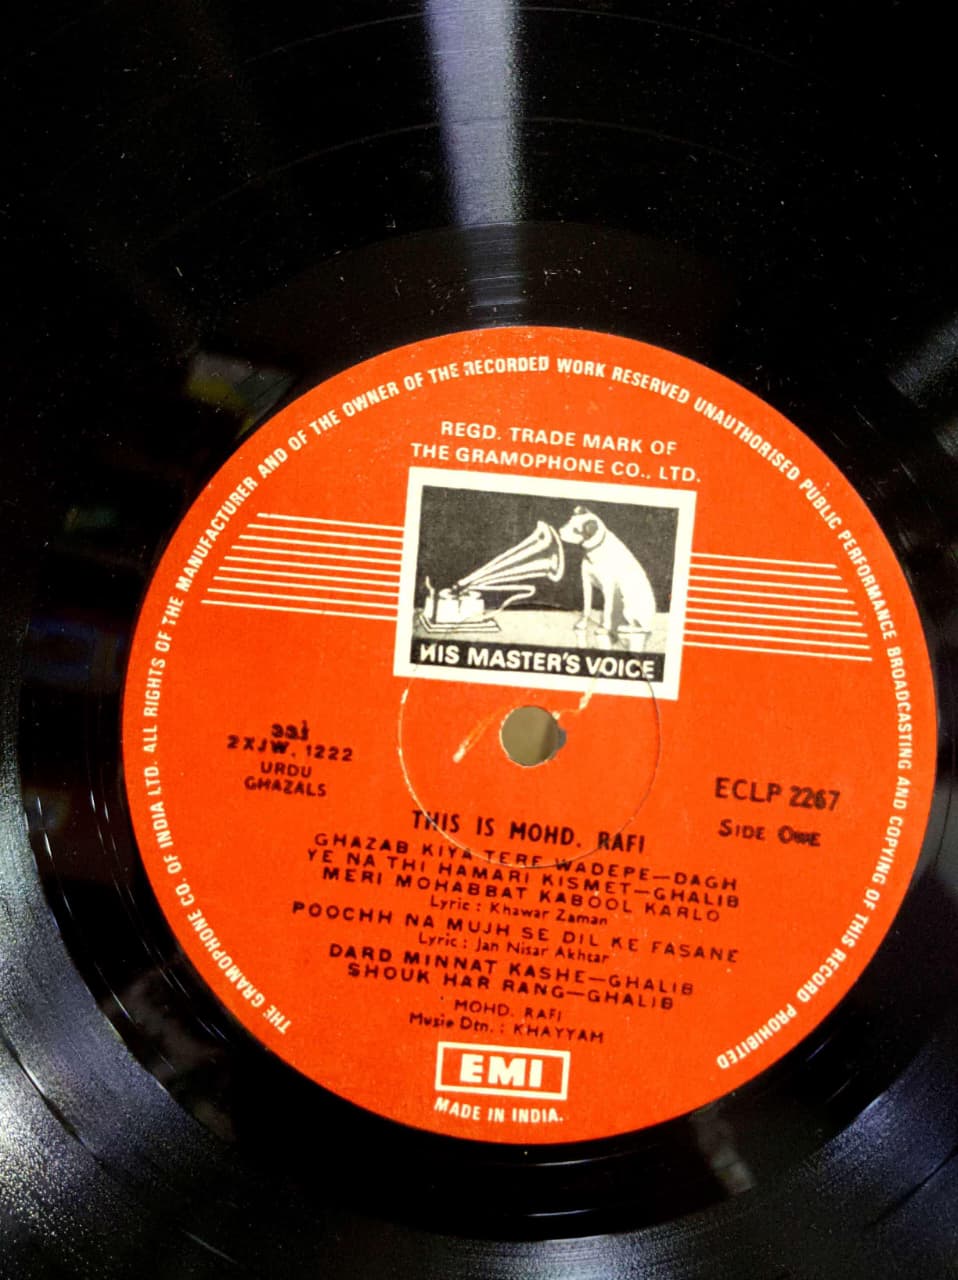 THE GRAMOPHONE CO. OF INDIA LTD. ALL RIGHTS OF THE MANUFACTURER AND OF THE OWNER OF THE RECORDED WORK RESERVED UNAUTHORISED PUBLIC PERFORMANCE BROADCASTING AND COPYING OF THIS RECORD PROHIBITED
REGD. TRADE MARK OF
THE GRAMOPHONE CO., LTD.
HIS MASTER'S VOICE
33⅓
2XJW. 1222
URDU
GHAZALS
ECLP 2267
SIDE ONE
THIS IS MOHD. RAFI
GHAZAB KIYA TERE WADEPE—DAGH
YE NA THI HAMARI KISMET—GHALIB
MERI MOHABBAT KABOOL KARLO
Lyric : Khawar Zaman
POOCHH NA MUJH SE DIL KE FASANE
Lyric : Jan Nisar Akhtar
DARD MINNAT KASHE—GHALIB
SHOUK HAR RANG—GHALIB
MOHD. RAFI
Music Dtn. : KHAYYAM
EMI
MADE IN INDIA.